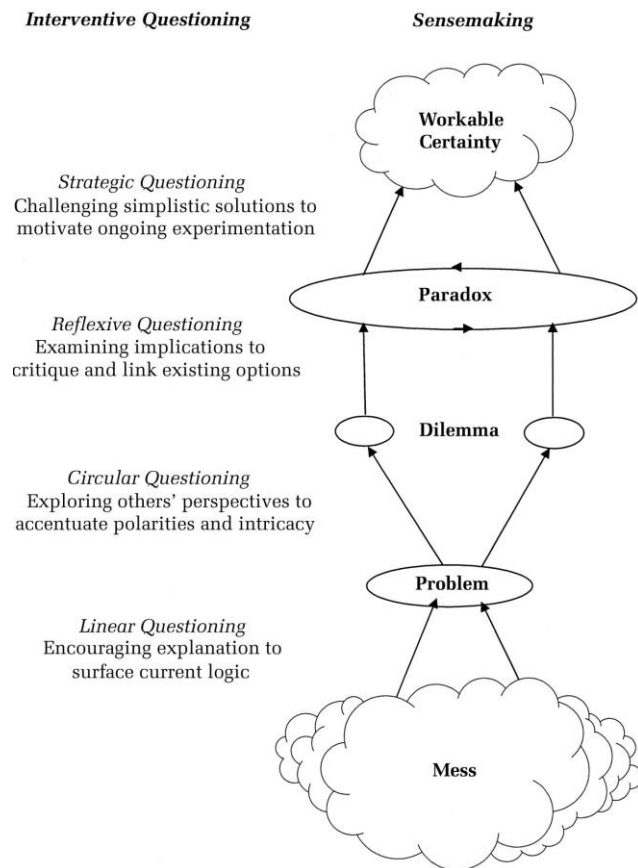 Interventive Questioning
Sensemaking
Workable
Certainty
Strategic Questioning
Challenging simplistic solutions to
motivate ongoing experimentation
Paradox
Reflexive Questioning
Examining implications to
critique and link existing options
Dilemma
Circular Questioning
Exploring others' perspectives to
accentuate polarities and intricacy
Problem
Linear Questioning
Encouraging explanation to
surface current logic
Mess